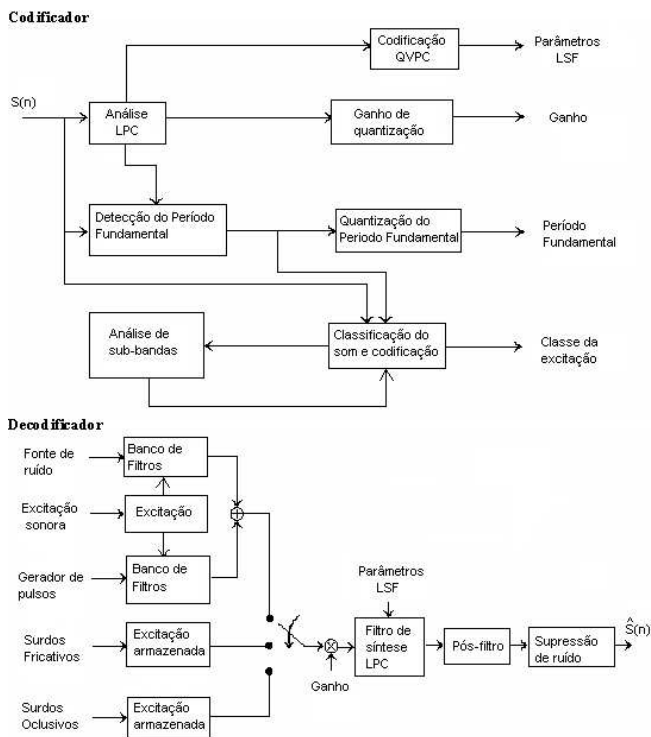 Codificador
Codificação
QVPC
Parâmetros
LSF
S(n)
Análise
LPC
Ganho de
quantização
Ganho
Detecção do Período
Fundamental
Quantização do
Periodo Fundamental
Período
Fundamental
Análise de
sub-bandas
Classificação do
som e codificação
Classe da
excitação
Decodificador
Fonte de
ruído
Banco de
Filtros
Excitação
sonora
Excitação
Gerador de
pulsos
Banco de
Filtros
Parâmetros
LSF
Surdos
Fricativos
Excitação
armazenada
Ganho
Filtro de
síntese
LPC
Pós-filtro
Supressão
de ruído
Ŝ(n)
Surdos
Oclusivos
Excitação
armazenada